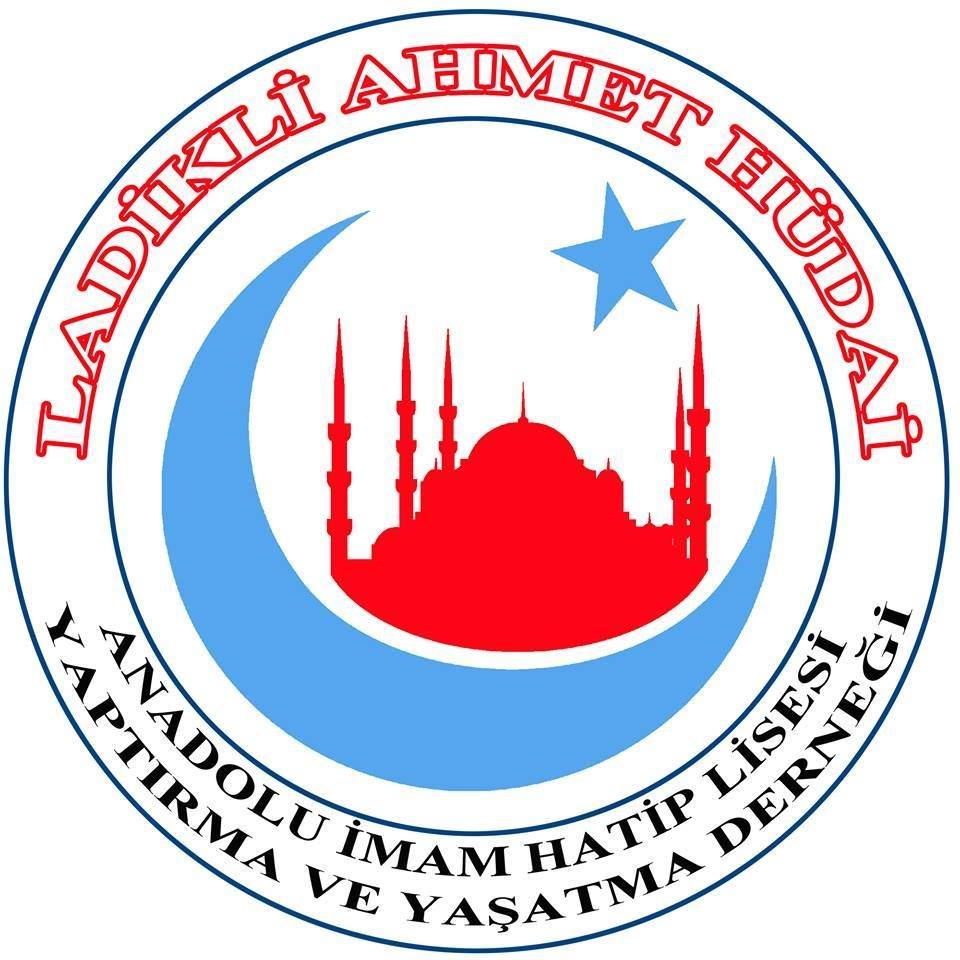 LADİKLİ AHMET HÜDAİ
ANADOLU İMAM HATİP LİSESİ
YAPTIRMA VE YAŞATMA DERNEĞİ